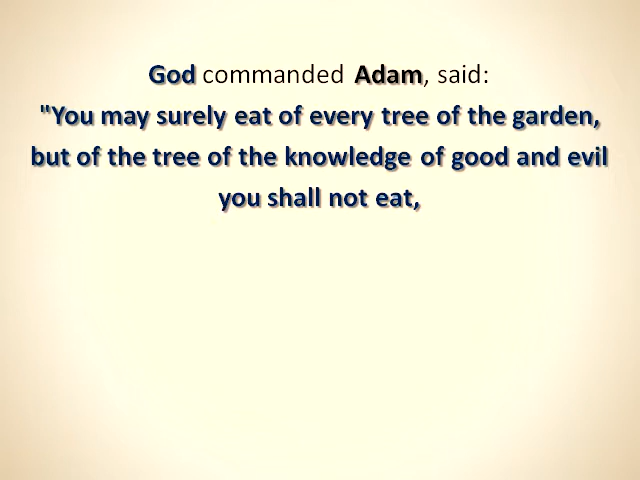 God commanded Adam, said:
"You may surely eat of every tree of the garden,
but of the tree of the knowledge of good and evil
you shall not eat,